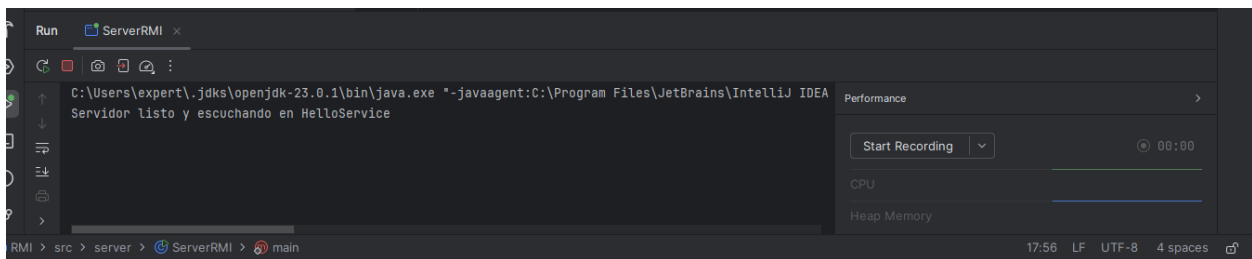 Run ServerRMI
C:\Users\expert\.jdks\openjdk-23.0.1\bin\java.exe "-javaagent:C:\Program Files\JetBrains\IntelliJ IDEA
Servidor listo y escuchando en HelloService
Performance
Start Recording 00:00
CPU
Heap Memory
RMI > src > server > ServerRMI > main 17:56 LF UTF-8 4 spaces